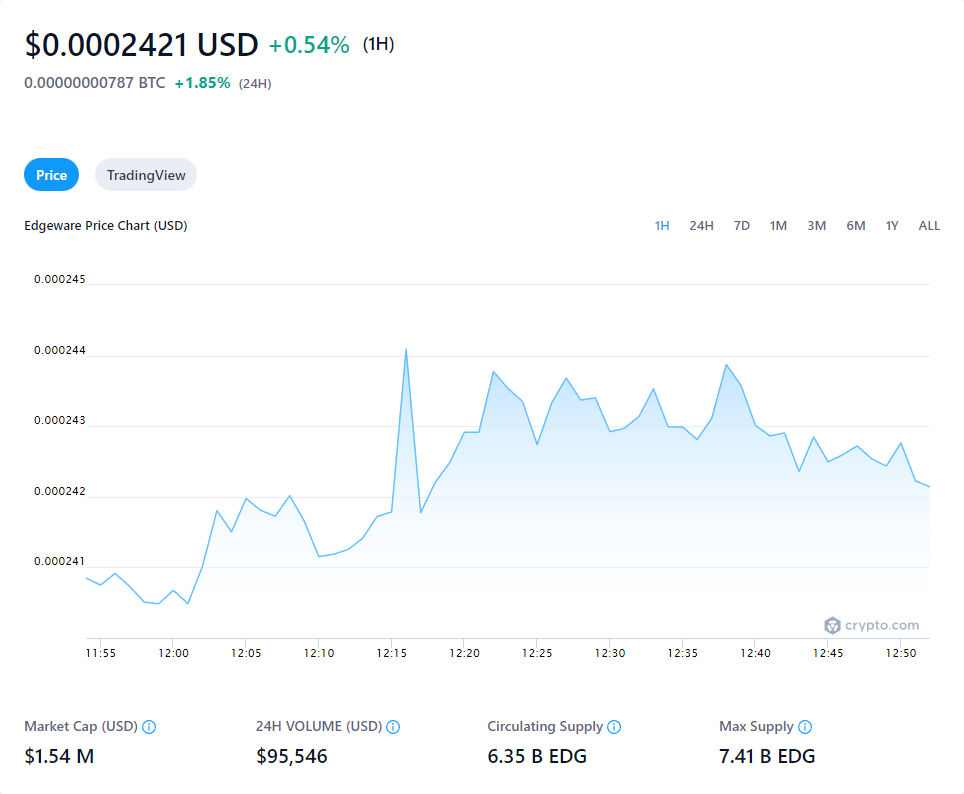 $0.0002421 USD +0.54% (1H)
0.00000000787 BTC +1.85% (24H)
Price TradingView
Edgeware Price Chart (USD) 1H 24H 7D 1M 3M 6M 1Y ALL
0.000245
0.000244
0.000243
0.000242
0.000241
crypto.com
11:55 12:00 12:05 12:10 12:15 12:20 12:25 12:30 12:35 12:40 12:45 12:50
Market Cap (USD) 24H VOLUME (USD) Circulating Supply Max Supply
$1.54 M $95,546 6.35 B EDG 7.41 B EDG